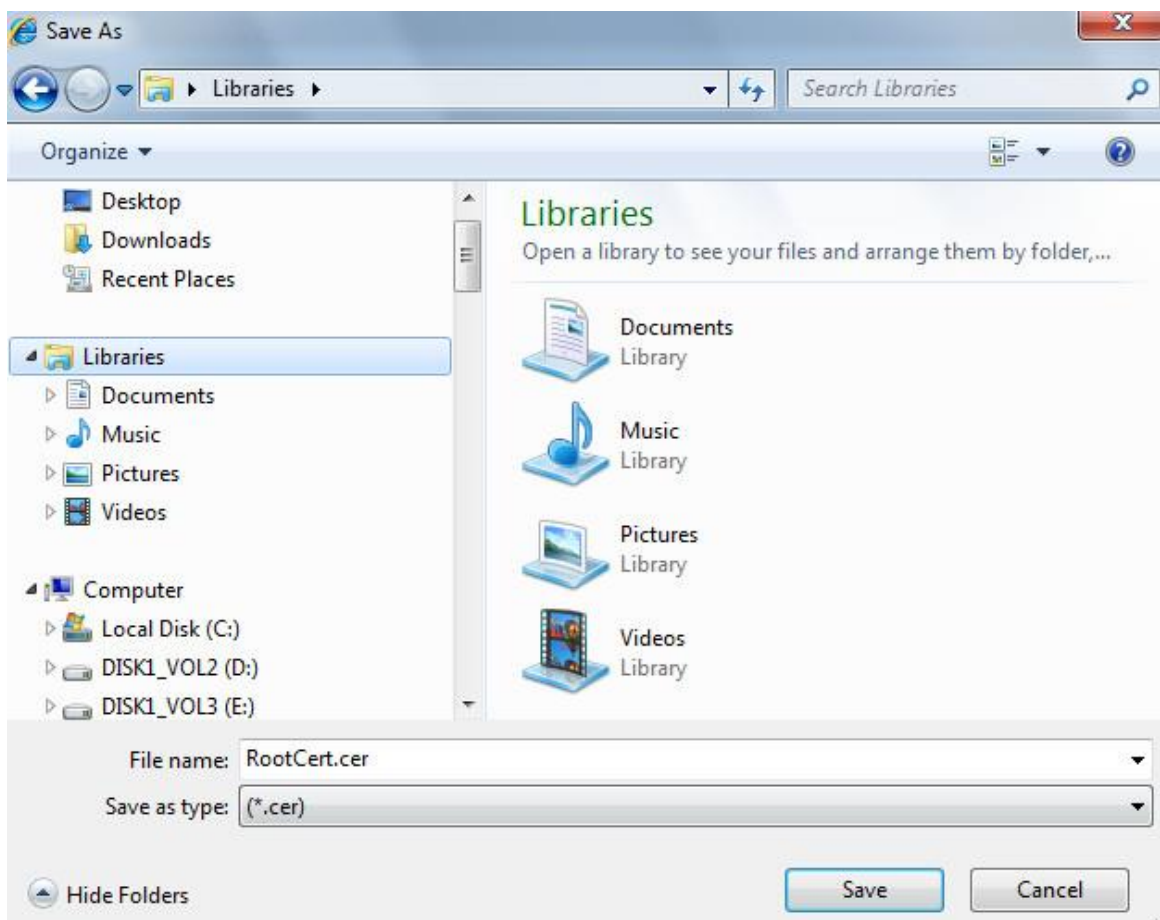 Save As
Libraries
Search Libraries
Organize
Desktop
Downloads
Recent Places
Libraries
Documents
Music
Pictures
Videos
Computer
Local Disk (C:)
DISK1_VOL2 (D:)
DISK1_VOL3 (E:)
Libraries
Open a library to see your files and arrange them by folder,...
Documents
Library
Music
Library
Pictures
Library
Videos
Library
File name: RootCert.cer
Save as type: (*.cer)
Hide Folders
Save
Cancel